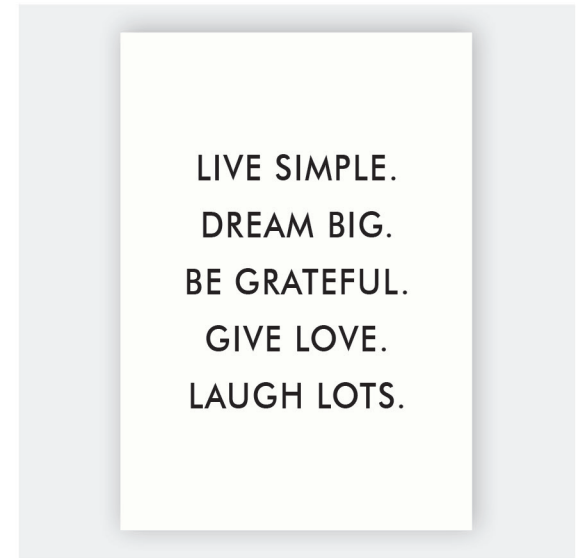 LIVE SIMPLE.
DREAM BIG.
BE GRATEFUL.
GIVE LOVE.
LAUGH LOTS.